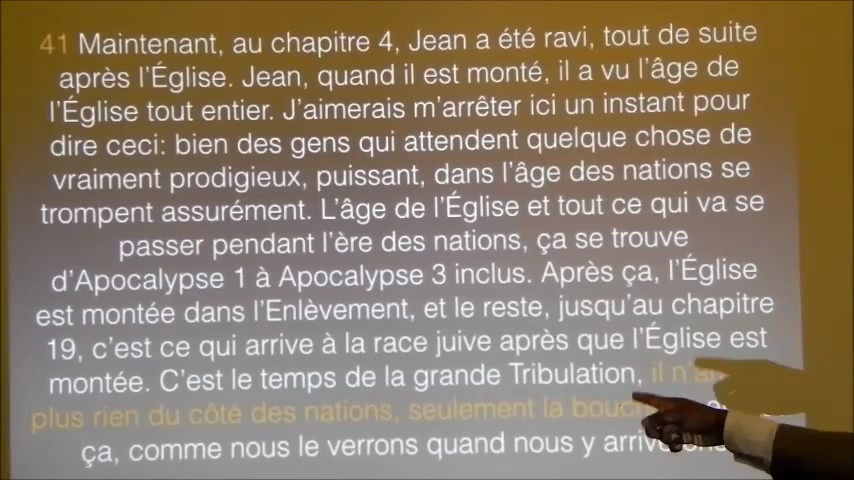 41 Maintenant, au chapitre 4, Jean a été ravi, tout de suite
après l'Église. Jean, quand il est monté, il a vu l'âge de
l'Église tout entier. J'aimerais m'arrêter ici un instant pour
dire ceci: bien des gens qui attendent quelque chose de
vraiment prodigieux, puissant, dans l'âge des nations se
trompent assurément. L'âge de l'Église et tout ce qui va se
passer pendant l'ère des nations, ça se trouve
d'Apocalypse 1 à Apocalypse 3 inclus. Après ça, l'Église
est montée dans l'Enlèvement, et le reste, jusqu'au chapitre
19, c'est ce qui arrive à la race juive après que l'Église est
montée. C'est le temps de la grande Tribulation, il
plus rien du côté des nations, seulement la
ça, comme nous le verrons quand nous y